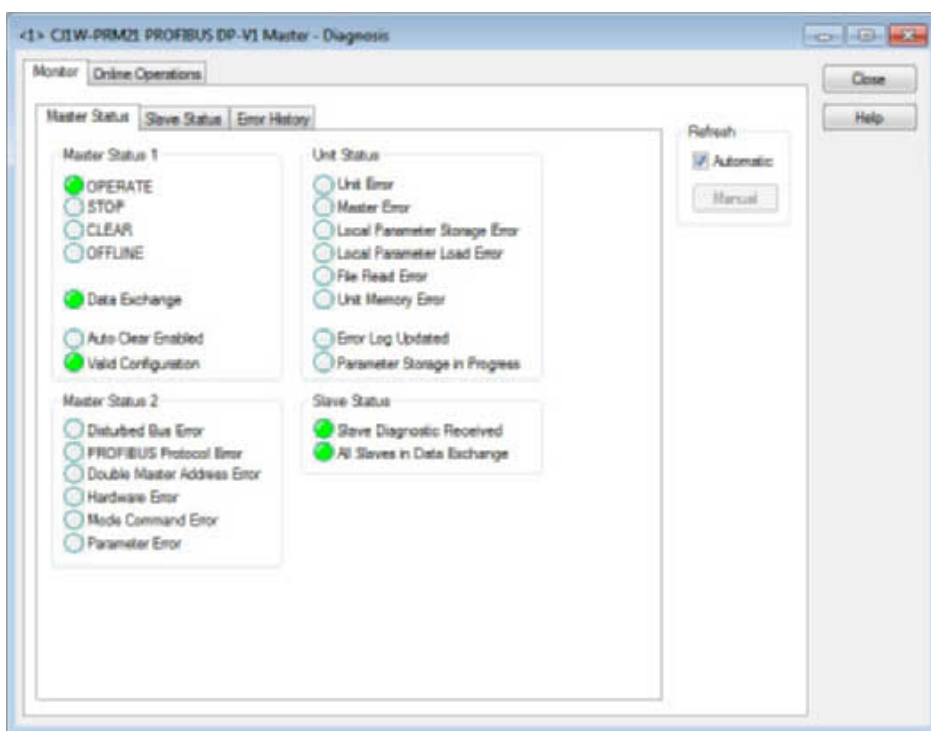 <1> CJ1W-PRM21 PROFIBUS DP-V1 Master - Diagnosis
Monitor
Online Operations
Close
Help
Master Status
Slave Status
Error History
Refresh
Automatic
Manual
Master Status 1
OPERATE
STOP
CLEAR
OFFLINE
Data Exchange
Auto Clear Enabled
Valid Configuration
Unit Status
Unit Error
Master Error
Local Parameter Storage Error
Local Parameter Load Error
File Read Error
Unit Memory Error
Error Log Updated
Parameter Storage in Progress
Master Status 2
Disturbed Bus Error
PROFIBUS Protocol Error
Double Master Address Error
Hardware Error
Mode Command Error
Parameter Error
Slave Status
Slave Diagnostic Received
All Slaves in Data Exchange